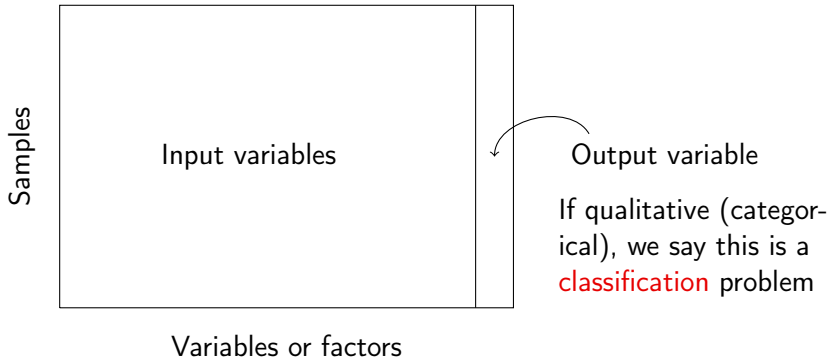 Samples
Input variables
Output variable
If qualitative (categor-
ical), we say this is a
classification problem
Variables or factors